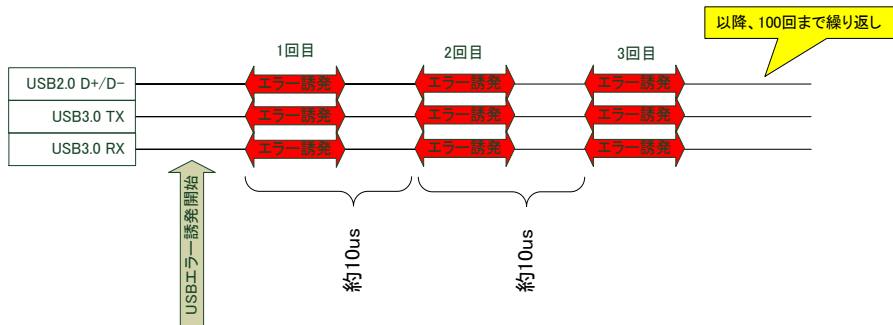 以降、100回まで繰り返し
1回目
2回目
3回目
USB2.0 D+/D-
エラー誘発
エラー誘発
エラー誘発
USB3.0 TX
エラー誘発
エラー誘発
エラー誘発
USB3.0 RX
エラー誘発
エラー誘発
エラー誘発
USBエラー誘発開始
約10us
約10us